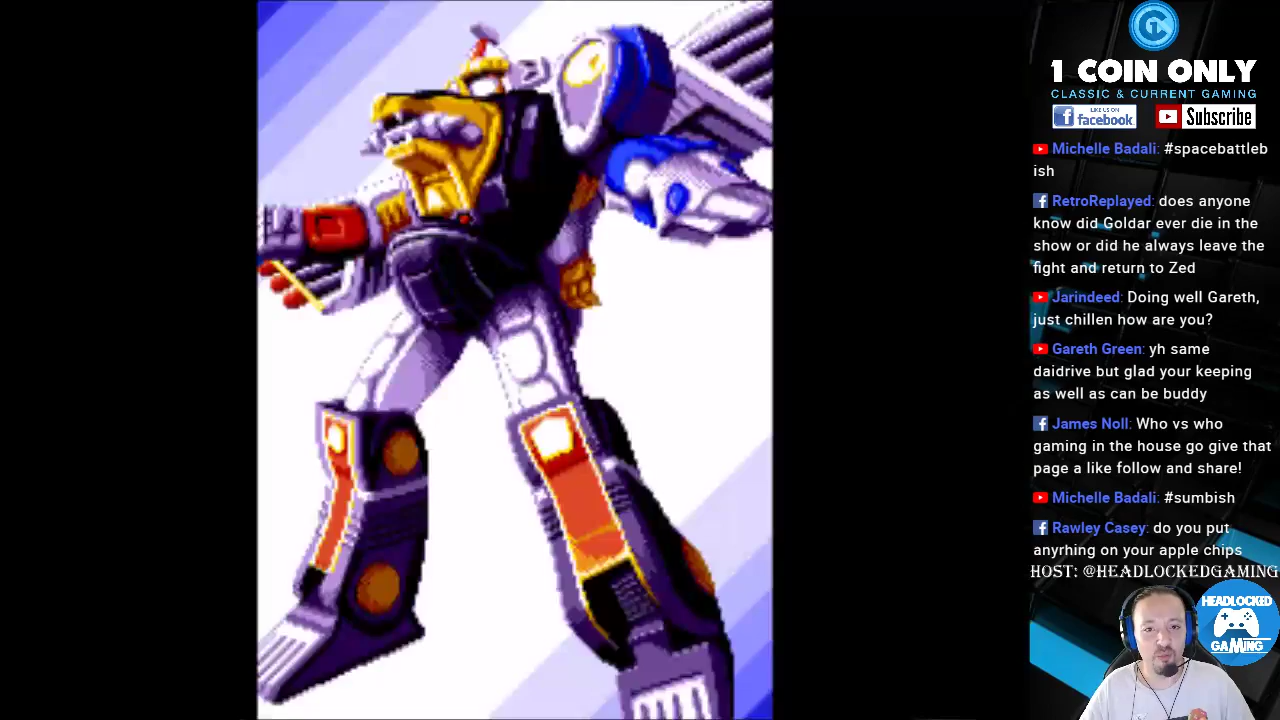 1 COIN ONLY
CLASSIC & CURRENT GAMING
LIKE US ON
facebook
Subscribe
Michelle Badali: #spacebattleb
ish
RetroReplayed: does anyone
know did Goldar ever die in the
show or did he always leave the
fight and return to Zed
Jarindeed: Doing well Gareth,
just chillen how are you?
Gareth Green: yh same
daidrive but glad your keeping
as well as can be buddy
James Noll: Who vs who
gaming in the house go give that
page a like follow and share!
Michelle Badali: #sumbish
Rawley Casey: do you put
anyrhing on your apple chips
HOST: @HEADLOCKEDGAMING
HEADLOCKED
GAMING